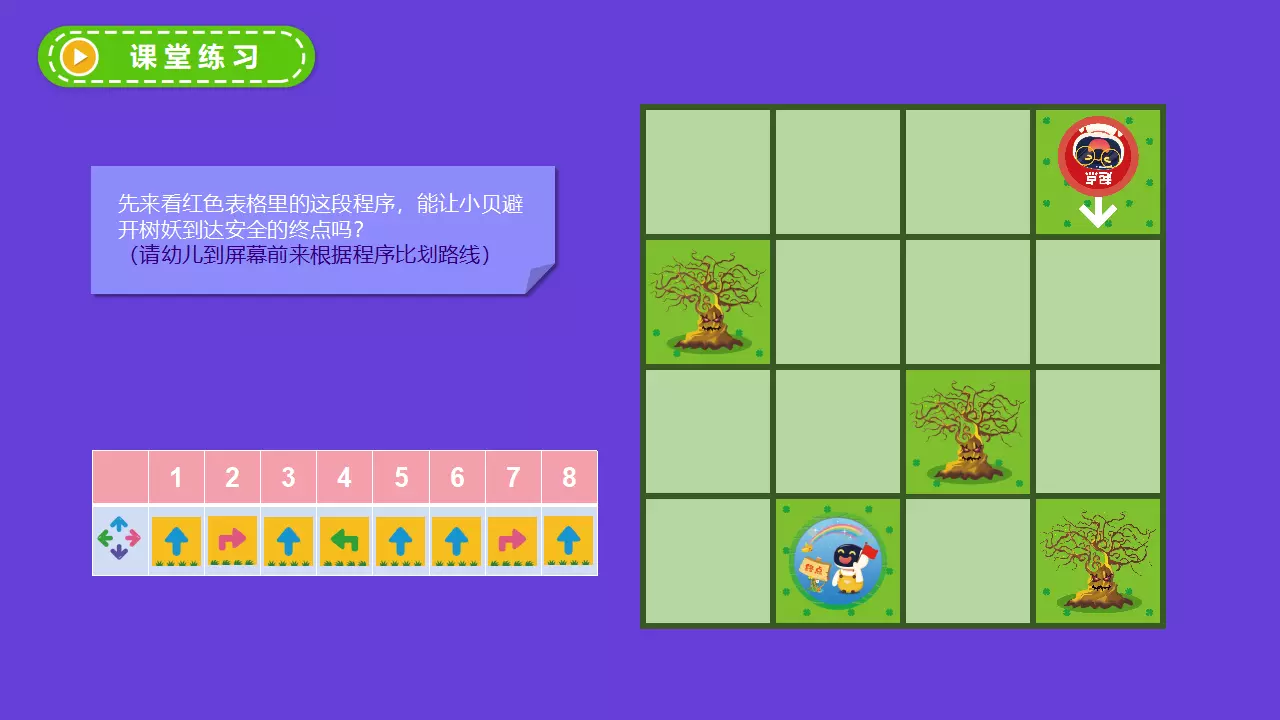 课堂练习
先来看红色表格里的这段程序，能让小贝避
开树妖到达安全的终点吗？
（请幼儿到屏幕前来根据程序比划路线）
起点
1 2 3 4 5 6 7 8
终点